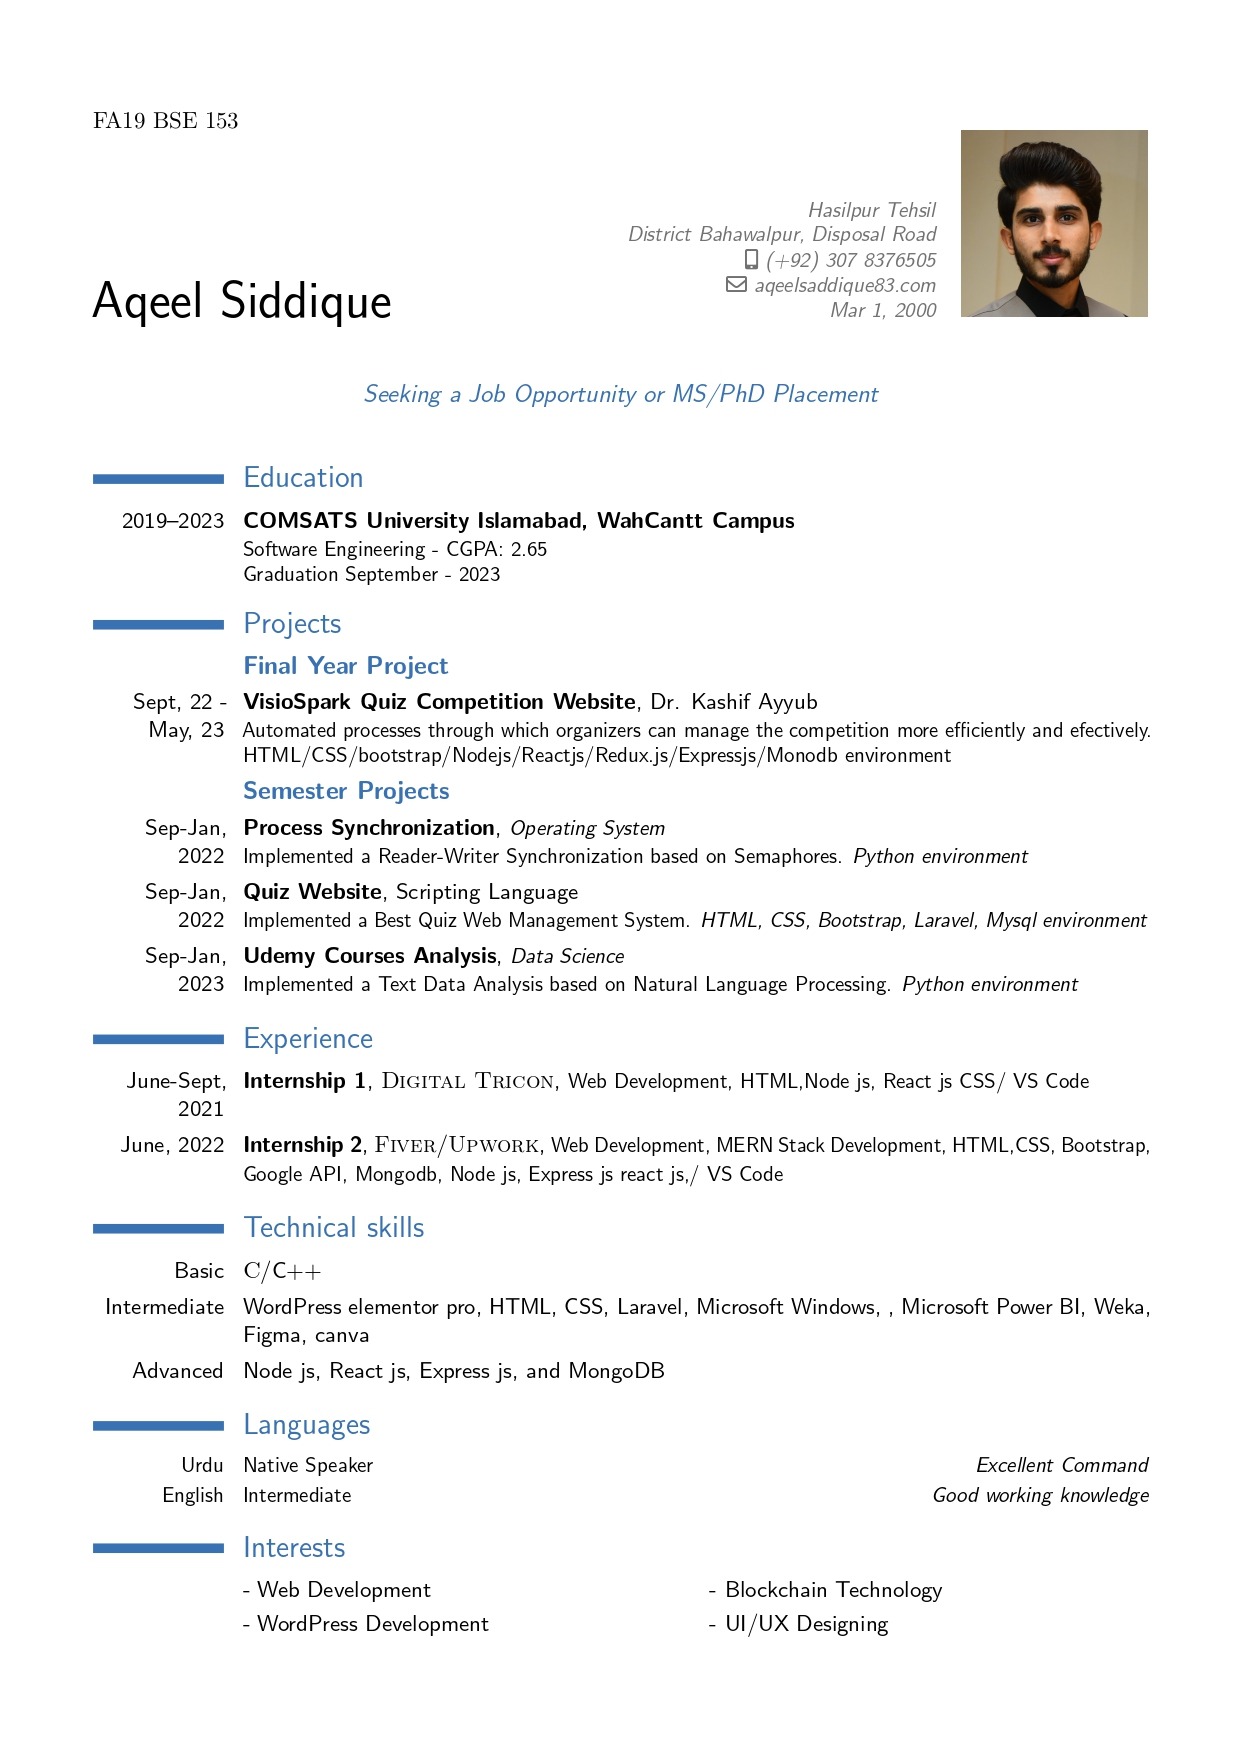 FA19 BSE 153
Hasilpur Tehsil
District Bahawalpur, Disposal Road
(+92) 307 8376505
aqeelsaddique83.com
Mar 1, 2000
Aqeel Siddique
Seeking a Job Opportunity or MS/PhD Placement
Education
2019–2023 COMSATS University Islamabad, WahCantt Campus
Software Engineering - CGPA: 2.65
Graduation September - 2023
Projects
Final Year Project
Sept, 22 - VisioSpark Quiz Competition Website, Dr. Kashif Ayyub
May, 23 Automated processes through which organizers can manage the competition more efficiently and efectively.
HTML/CSS/bootstrap/Nodejs/Reactjs/Redux.js/Expressjs/Monodb environment
Semester Projects
Sep-Jan, Process Synchronization, Operating System
2022 Implemented a Reader-Writer Synchronization based on Semaphores. Python environment
Sep-Jan, Quiz Website, Scripting Language
2022 Implemented a Best Quiz Web Management System. HTML, CSS, Bootstrap, Laravel, Mysql environment
Sep-Jan, Udemy Courses Analysis, Data Science
2023 Implemented a Text Data Analysis based on Natural Language Processing. Python environment
Experience
June-Sept, Internship 1, Digital Tricon, Web Development, HTML,Node js, React js CSS/ VS Code
2021
June, 2022 Internship 2, Fiver/Upwork, Web Development, MERN Stack Development, HTML,CSS, Bootstrap,
Google API, Mongodb, Node js, Express js react js,/ VS Code
Technical skills
Basic C/C++
Intermediate WordPress elementor pro, HTML, CSS, Laravel, Microsoft Windows, , Microsoft Power BI, Weka,
Figma, canva
Advanced Node js, React js, Express js, and MongoDB
Languages
Urdu Native Speaker Excellent Command
English Intermediate Good working knowledge
Interests
- Web Development - Blockchain Technology
- WordPress Development - UI/UX Designing